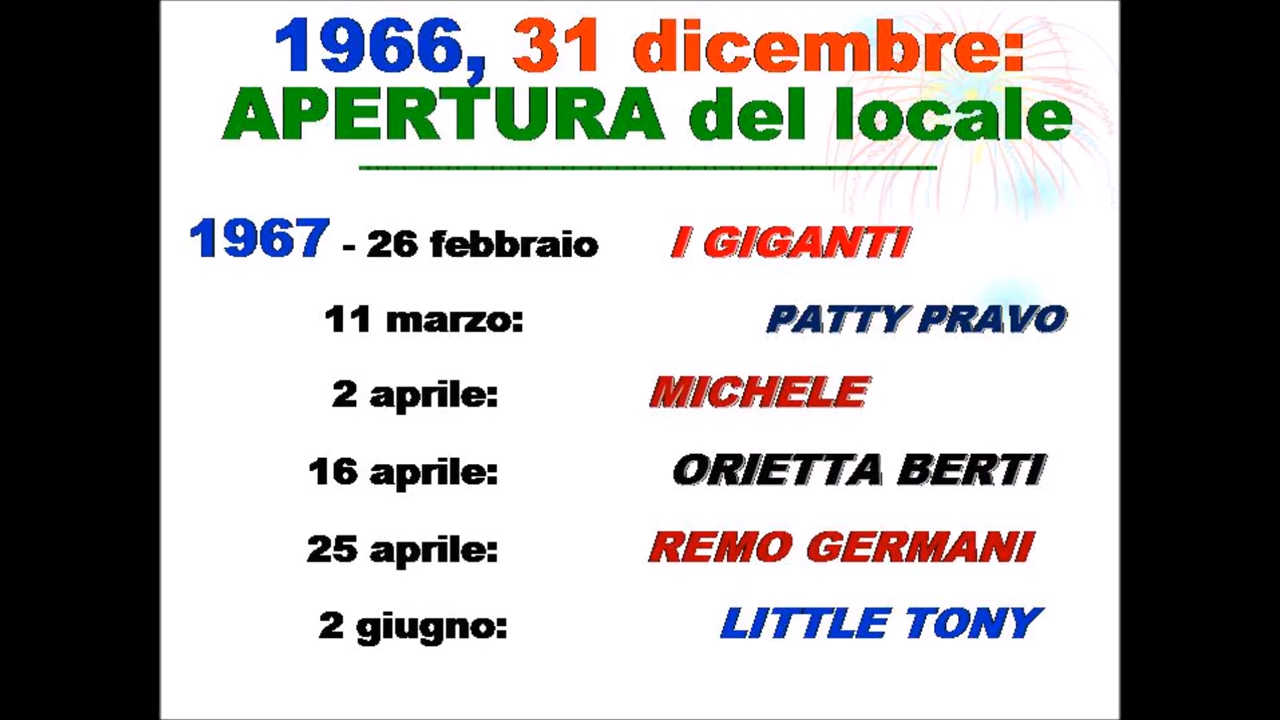 1966, 31 dicembre:
APERTURA del locale
1967 - 26 febbraio I GIGANTI
11 marzo: PATTY PRAVO
2 aprile: MICHELE
16 aprile: ORIETTA BERTI
25 aprile: REMO GERMANI
2 giugno: LITTLE TONY